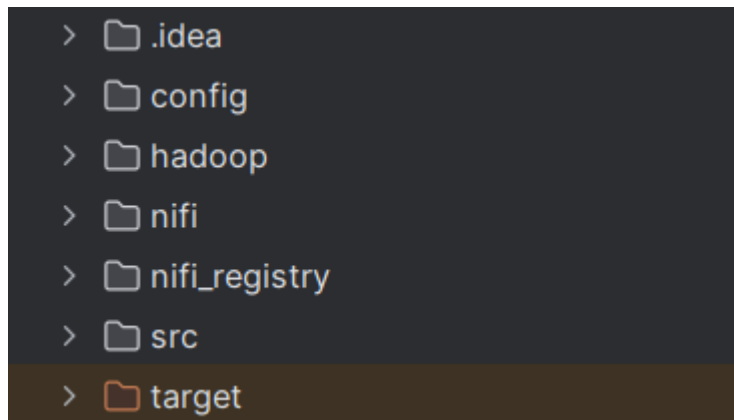 .idea
config
hadoop
nifi
nifi_registry
src
target